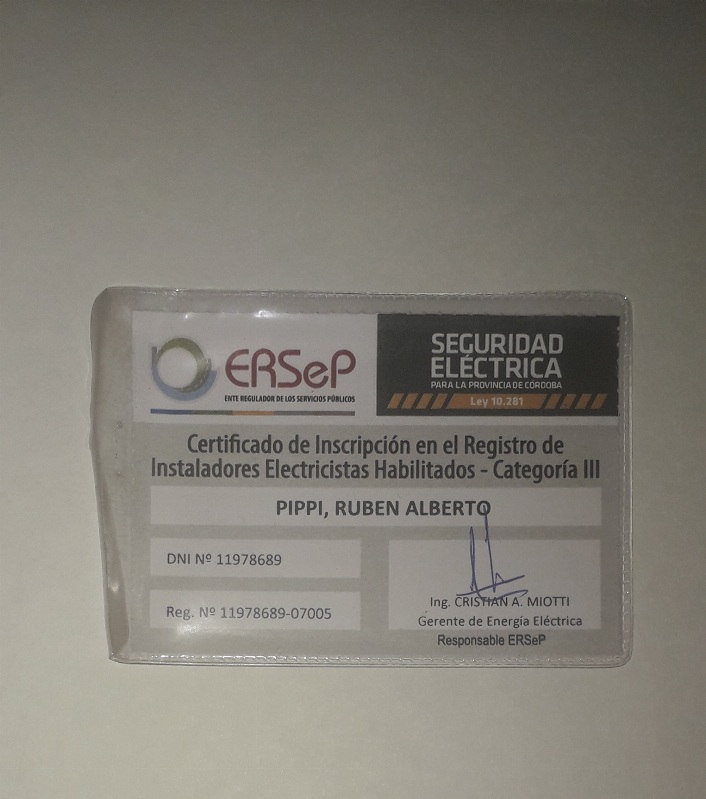 ERSeP
ENTE REGULADOR DE LOS SERVICIOS PÚBLICOS
SEGURIDAD
ELÉCTRICA
PARA LA PROVINCIA DE CÓRDOBA
Ley 10.281
Certificado de Inscripción en el Registro de
Instaladores Electricistas Habilitados - Categoría III
PIPPI, RUBEN ALBERTO
DNI Nº 11978689
Reg. Nº 11978689-07005
Ing. CRISTIAN A. MIOTTI
Gerente de Energía Eléctrica
Responsable ERSeP